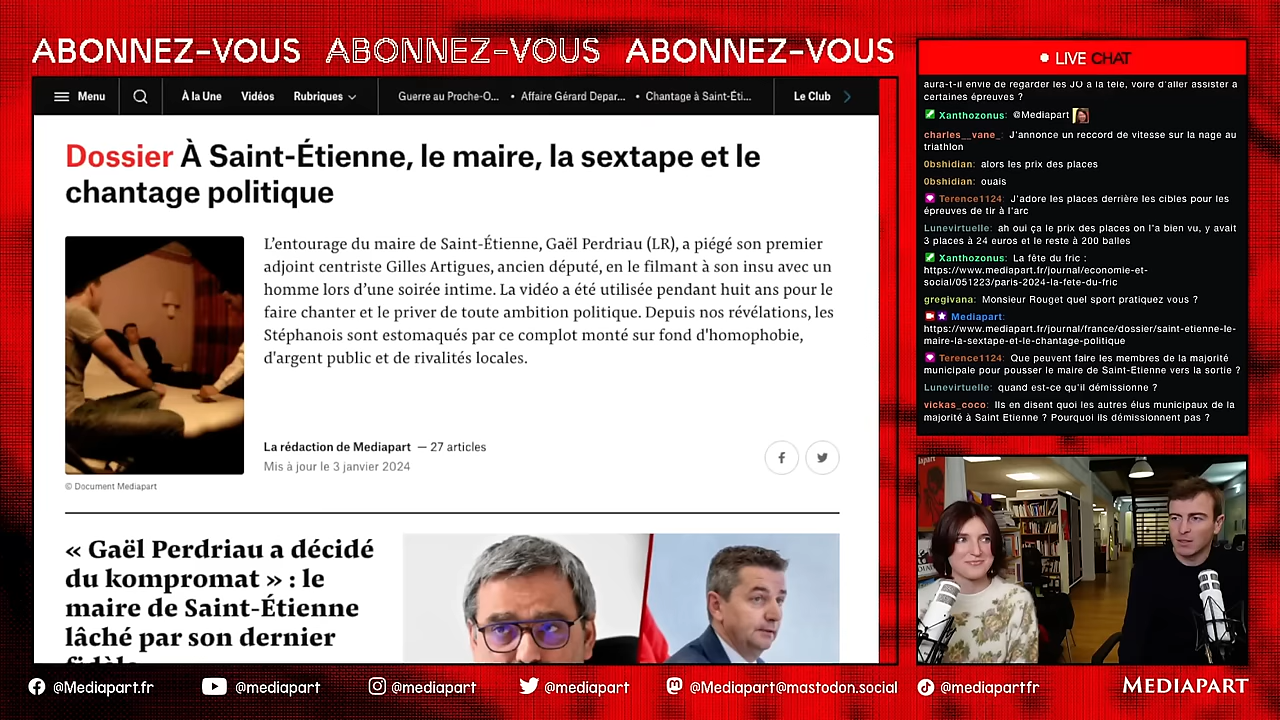 ABONNEZ-VOUS ABONNEZ-VOUS ABONNEZ-VOUS
Menu
À la Une
Vidéos
Rubriques
Guerre au Proche-O...
• Affaire Gérard Depar...
• Chantage à Saint-Éti...
Le Club
Dossier À Saint-Étienne, le maire, la sextape et le
chantage politique
L'entourage du maire de Saint-Étienne, Gaël Perdriau (LR), a piégé son premier
adjoint centriste Gilles Artigues, ancien député, en le filmant à son insu avec un
homme lors d'une soirée intime. La vidéo a été utilisée pendant huit ans pour le
faire chanter et le priver de toute ambition politique. Depuis nos révélations, les
Stéphanois sont estomaqués par ce complot monté sur fond d'homophobie,
d'argent public et de rivalités locales.
La rédaction de Mediapart — 27 articles
Mis à jour le 3 janvier 2024
© Document Mediapart
« Gaël Perdriau a décidé
du kompromat » : le
maire de Saint-Étienne
lâché par son dernier
fidèle
LIVE CHAT
aura-t-il envie de regarder les JO à la télé, voire d'aller assister à
certaines épreuves ?
Xanthozonus: @Mediapart
charles__vane_: J'annonce un reccord de vitesse sur la nage au
triathlon
0bshidian: alors les prix des places
0bshidian: ouais
Terence1124: J'adore les places derrière les cibles pour les
épreuves de tir à l'arc
Lunevirtuelle: ah oui ça le prix des places on l'a bien vu, y avait
3 places à 24 euros et le reste à 200 balles
Xanthozonus: La fête du fric :
https://www.mediapart.fr/journal/economie-et-
social/051223/paris-2024-la-fete-du-fric
gregivana: Monsieur Rouget quel sport pratiquez vous ?
Mediapart:
https://www.mediapart.fr/journal/france/dossier/saint-etienne-le-
maire-la-sextape-et-le-chantage-politique
Terence1124: Que peuvent faire les membres de la majorité
municipale pour pousser le maire de Saint-Étienne vers la sortie ?
Lunevirtuelle: quand est-ce qu'il démissionne ?
vickas_coco: Ils en disent quoi les autres élus municipaux de la
majorité à Saint Etienne ? Pourquoi ils démissionnent pas ?
@Mediapart.fr
@mediapart
@mediapart
@mediapart
@Mediapart@mastodon.social
@mediapartfr
MEDIAPART